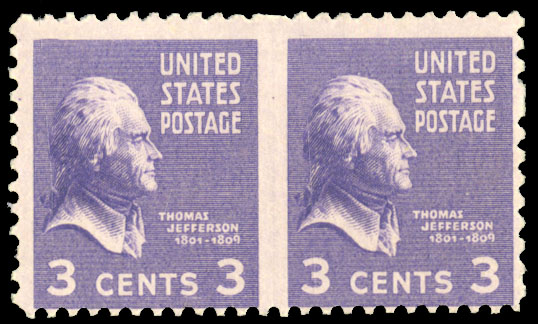 UNITED
STATES
POSTAGE
THOMAS
JEFFERSON
1801-1809
3 CENTS 3
UNITED
STATES
POSTAGE
THOMAS
JEFFERSON
1801-1809
3 CENTS 3